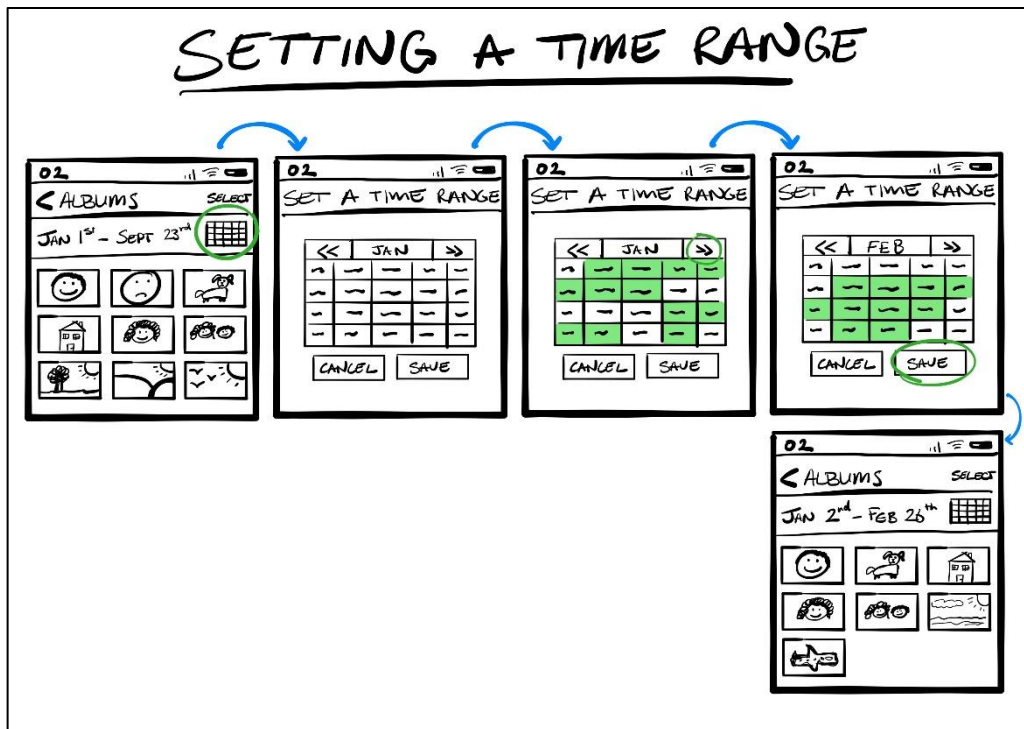 SETTING A TIME RANGE
02
< ALBUMS SELECT
JAN 1st - SEPT 23rd
02
SET A TIME RANGE
<< JAN >>
CANCEL SAVE
02
SET A TIME RANGE
<< JAN >>
CANCEL SAVE
02
SET A TIME RANGE
<< FEB >>
CANCEL SAVE
02
< ALBUMS SELECT
JAN 2nd - FEB 26th